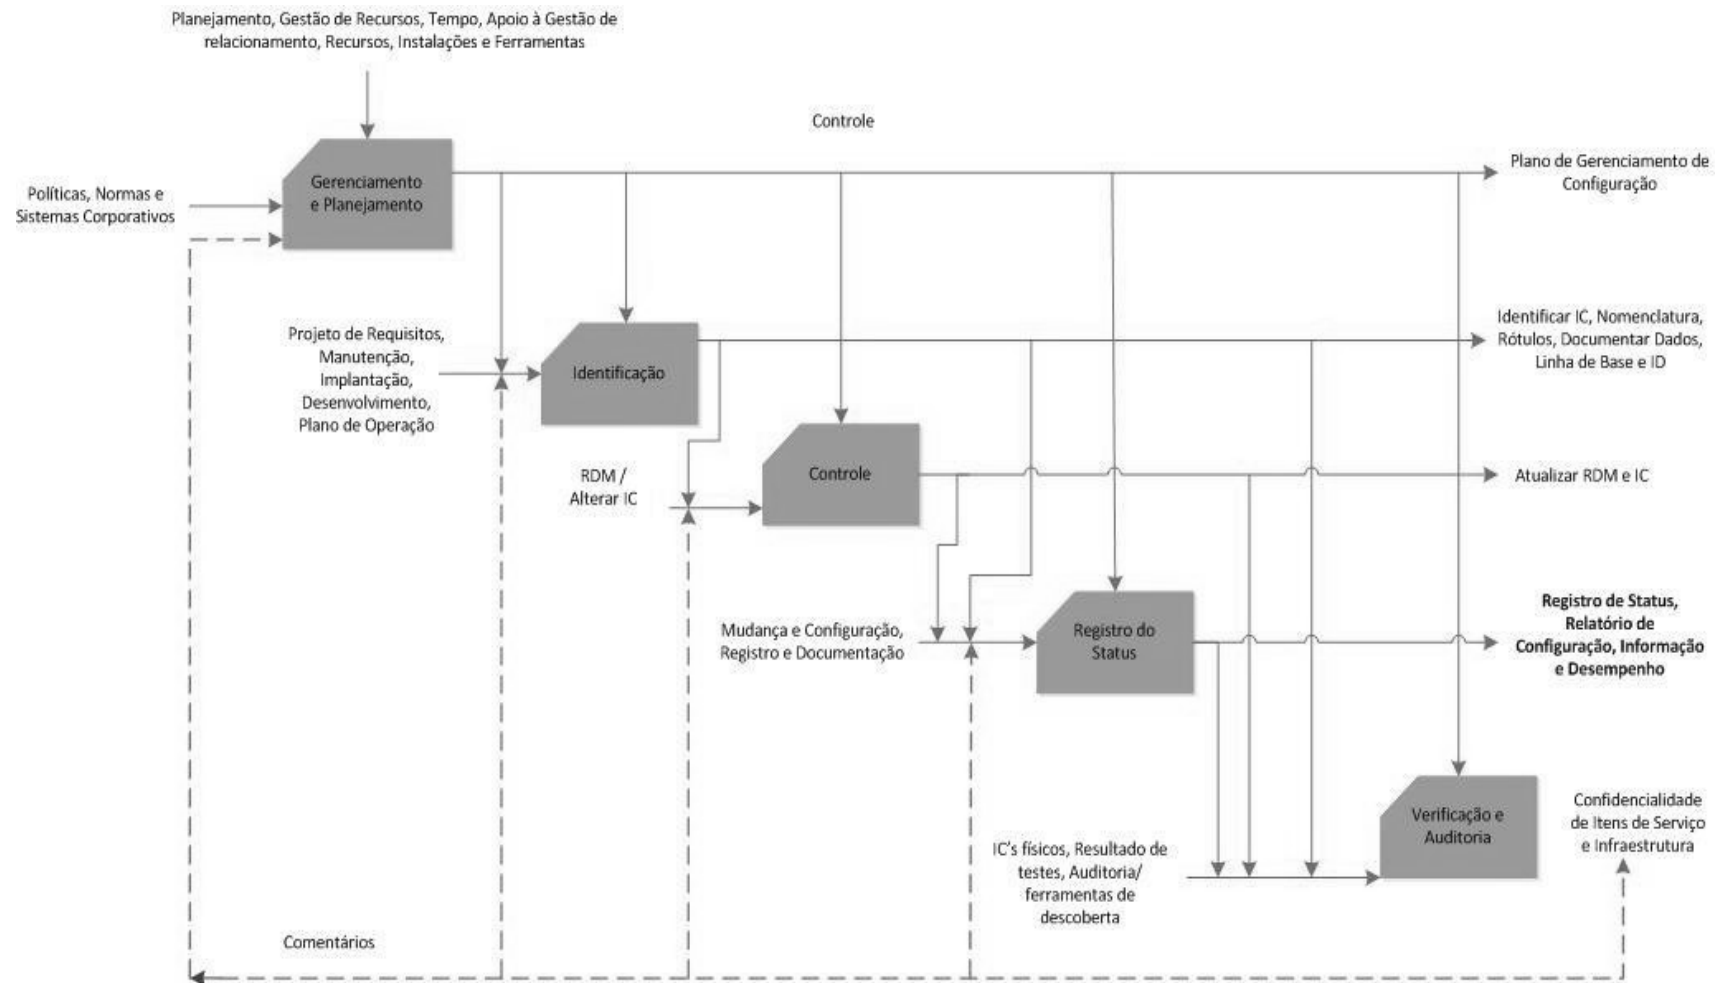 Planejamento, Gestão de Recursos, Tempo, Apoio à Gestão de
relacionamento, Recursos, Instalações e Ferramentas
Controle
Políticas, Normas e
Sistemas Corporativos
Gerenciamento
e Planejamento
Plano de Gerenciamento de
Configuração
Projeto de Requisitos,
Manutenção,
Implantação,
Desenvolvimento,
Plano de Operação
Identificação
Identificar IC, Nomenclatura,
Rótulos, Documentar Dados,
Linha de Base e ID
RDM /
Alterar IC
Controle
Atualizar RDM e IC
Mudança e Configuração,
Registro e Documentação
Registro do
Status
Registro de Status,
Relatório de
Configuração, Informação
e Desempenho
IC's físicos, Resultado de
testes, Auditoria/
ferramentas de
descoberta
Verificação e
Auditoria
Confidencialidade
de Itens de Serviço
e Infraestrutura
Comentários